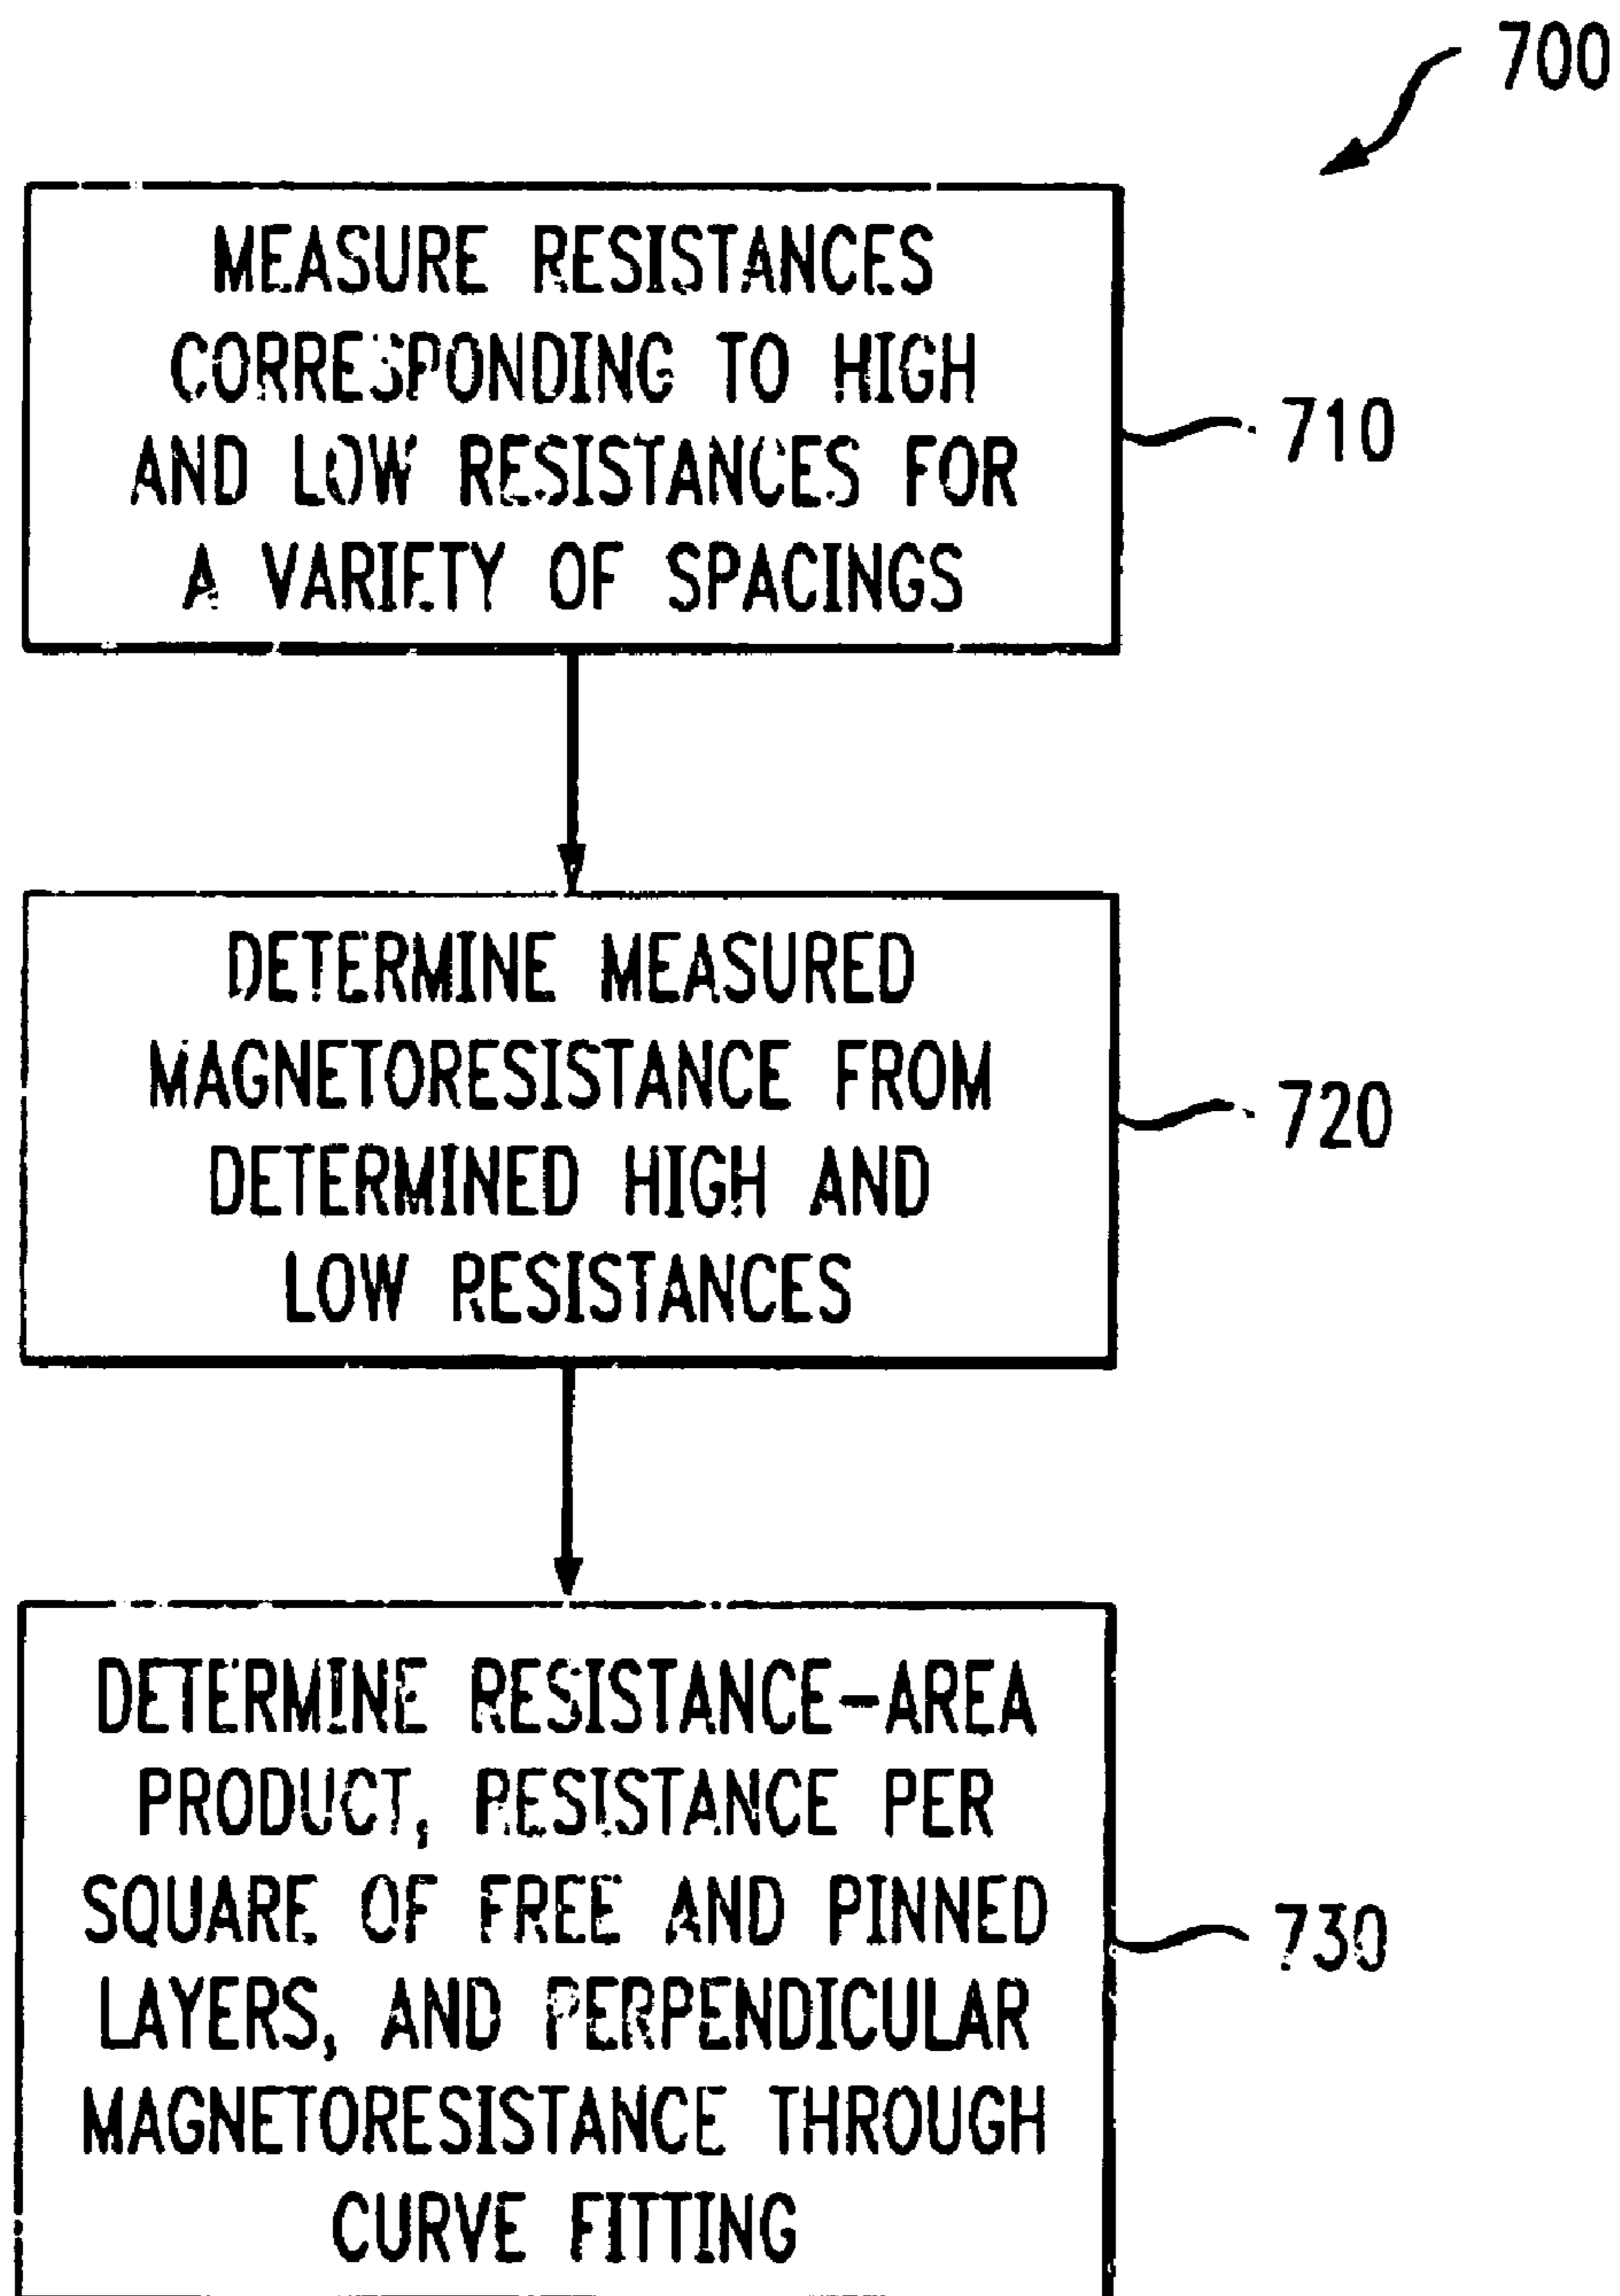 700
MEASURE RESISTANCES
CORRESPONDING TO HIGH
AND LOW RESISTANCES FOR
A VARIETY OF SPACINGS
710
DETERMINE MEASURED
MAGNETORESISTANCE FROM
DETERMINED HIGH AND
LOW RESISTANCES
720
DETERMINE RESISTANCE-AREA
PRODUCT, RESISTANCE PER
SQUARE OF FREE AND PINNED
LAYERS, AND PERPENDICULAR
MAGNETORESISTANCE THROUGH
CURVE FITTING
730